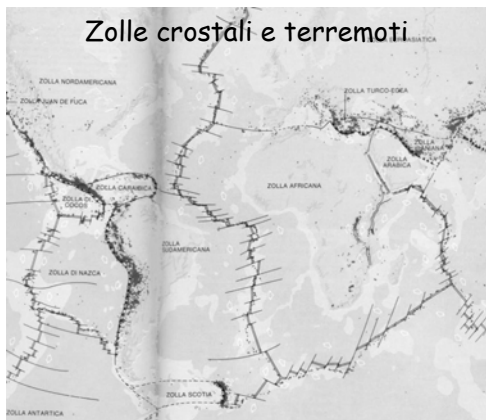 Zolle crostali e terremoti
ZOLLA NORDAMERICANA
ZOLLA JUAN DE FUCA
ZOLLA TURCO-EGEA
ZOLLA CARAIBICA
ZOLLA DI
COCOS
ZOLLA
ARABICA
ZOLLA AFRICANA
ZOLLA
SUDAMERICANA
ZOLLA DI NAZCA
ZOLLA SCOTIA
ZOLLA ANTARTICA